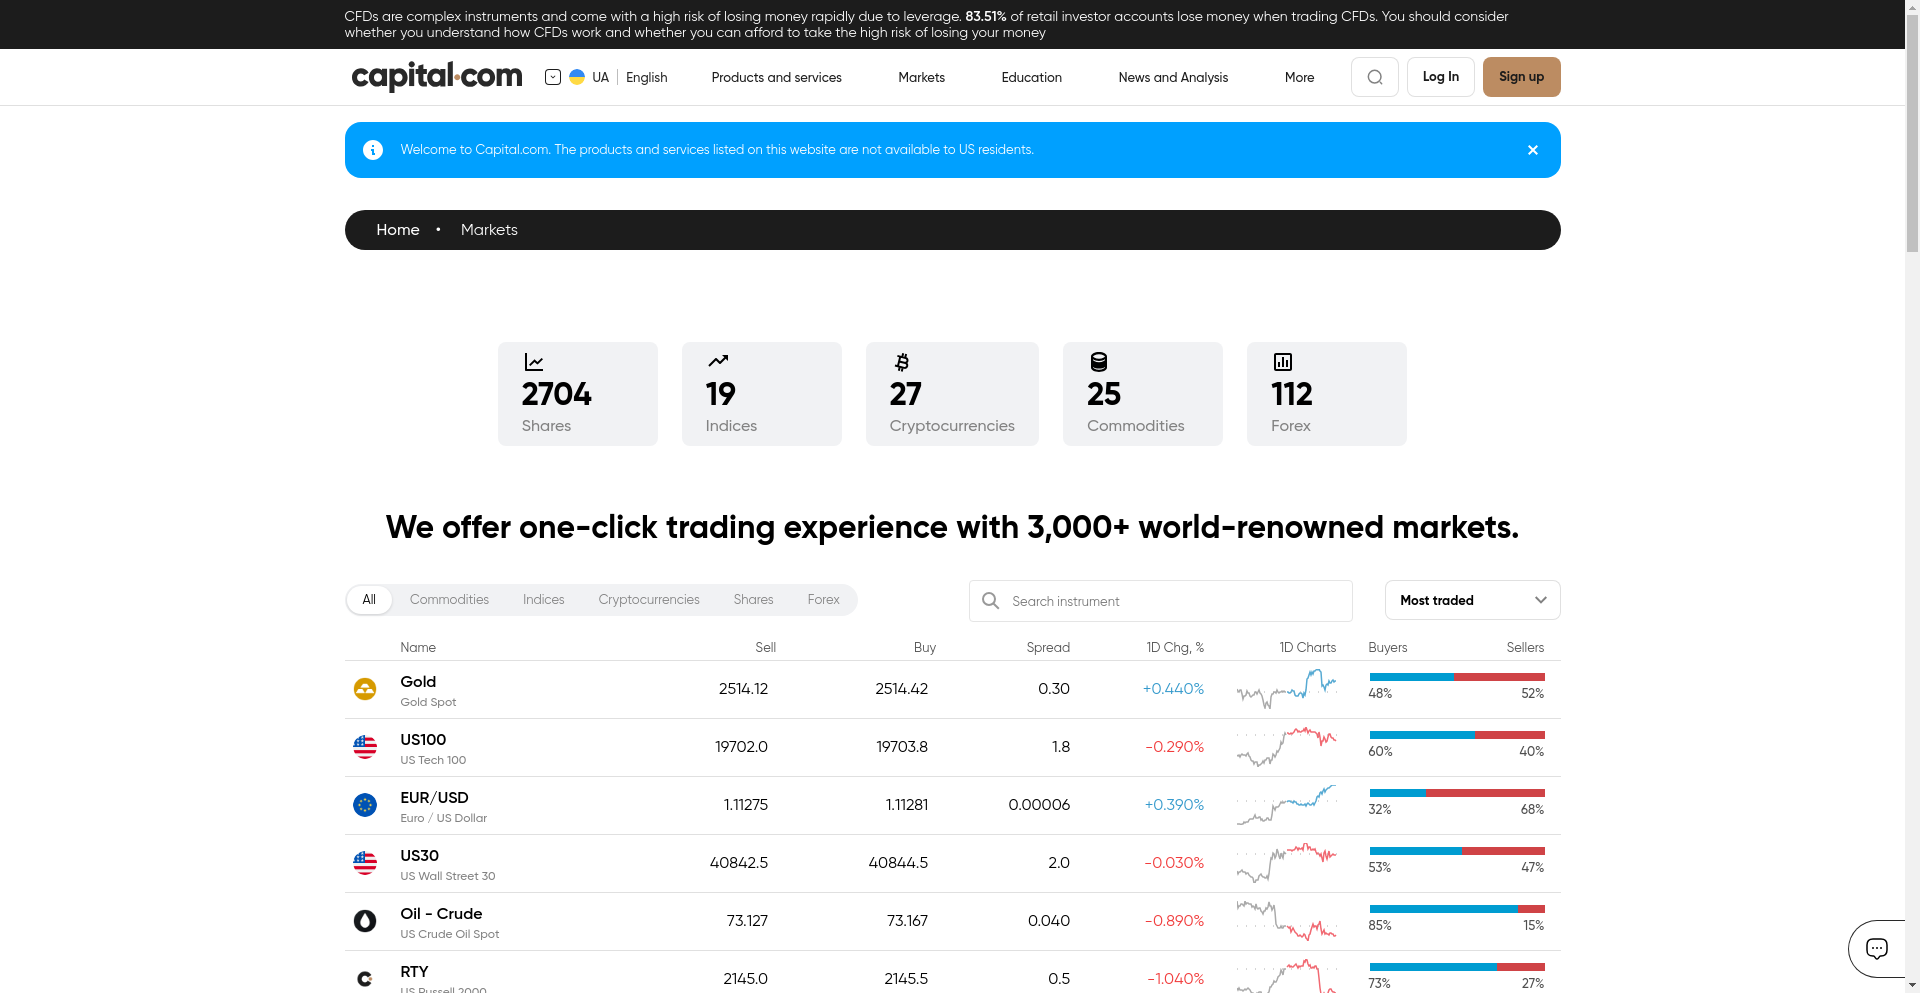 CFDs are complex instruments and come with a high risk of losing money rapidly due to leverage. 83.51% of retail investor accounts lose money when trading CFDs. You should consider
whether you understand how CFDs work and whether you can afford to take the high risk of losing your money
capital.com UA English Products and services Markets Education News and Analysis More Log In Sign up
Welcome to Capital.com. The products and services listed on this website are not available to US residents.
Home • Markets
2704 19 27 25 112
Shares Indices Cryptocurrencies Commodities Forex
We offer one-click trading experience with 3,000+ world-renowned markets.
All Commodities Indices Cryptocurrencies Shares Forex Search instrument Most traded
Name Sell Buy Spread 1D Chg, % 1D Charts Buyers Sellers
Gold 2514.12 2514.42 0.30 +0.440% 48% 52%
Gold Spot
US100 19702.0 19703.8 1.8 -0.290% 60% 40%
US Tech 100
EUR/USD 1.11275 1.11281 0.00006 +0.390% 32% 68%
Euro / US Dollar
US30 40842.5 40844.5 2.0 -0.030% 53% 47%
US Wall Street 30
Oil - Crude 73.127 73.167 0.040 -0.890% 85% 15%
US Crude Oil Spot
RTY 2145.0 2145.5 0.5 -1.040% 73% 27%
US Russell 2000